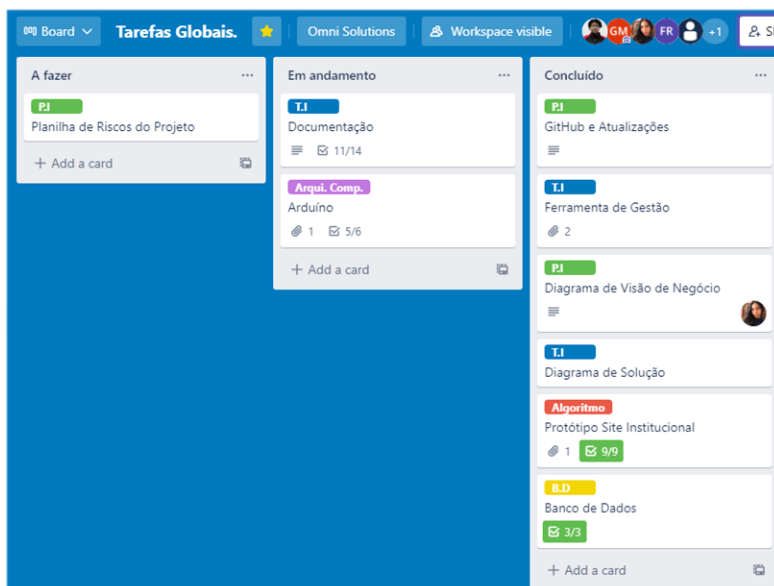 Board
Tarefas Globais.
Omni Solutions
Workspace visible
GM
FR
+1
A fazer
P.I
Planilha de Riscos do Projeto
+ Add a card
Em andamento
T.I
Documentação
11/14
Arqui. Comp.
Arduíno
1 5/6
+ Add a card
Concluído
P.I
GitHub e Atualizações
T.I
Ferramenta de Gestão
2
P.I
Diagrama de Visão de Negócio
T.I
Diagrama de Solução
Algoritmo
Protótipo Site Institucional
1 9/9
B.D
Banco de Dados
3/3
+ Add a card